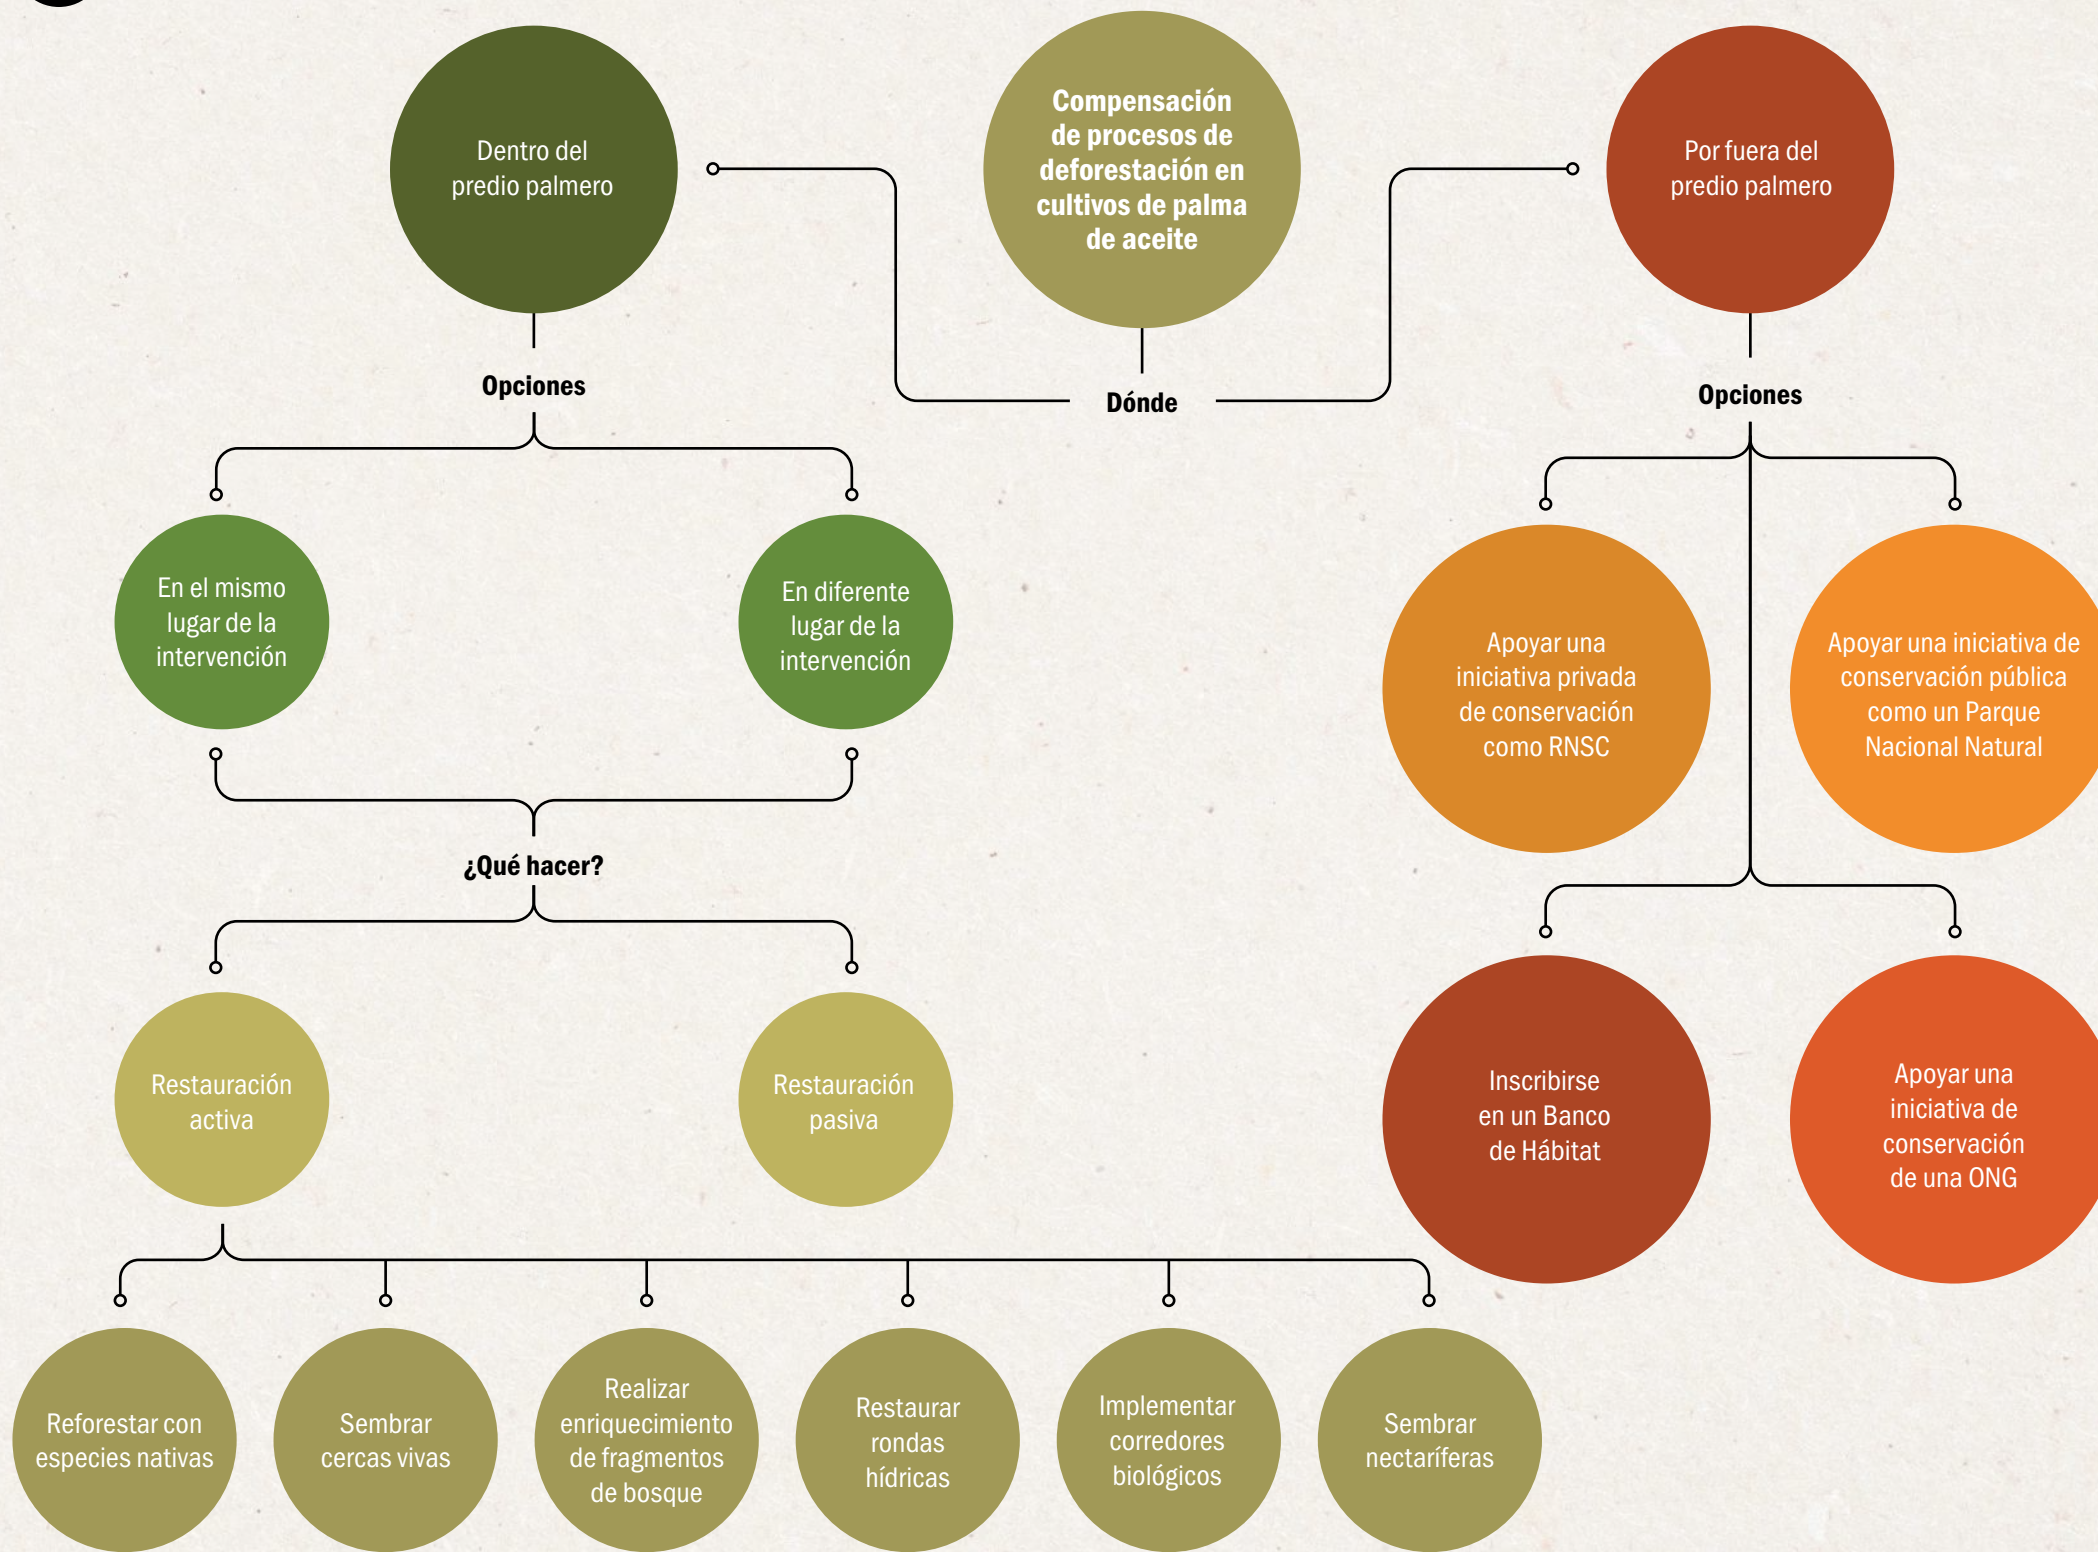 Dentro del
predio palmero
Compensación
de procesos de
deforestación en
cultivos de palma
de aceite
Por fuera del
predio palmero
Opciones
Dónde
Opciones
En el mismo
lugar de la
intervención
En diferente
lugar de la
intervención
Apoyar una
iniciativa privada
de conservación
como RNSC
Apoyar una iniciativa de
conservación pública
como un Parque
Nacional Natural
¿Qué hacer?
Restauración
activa
Restauración
pasiva
Inscribirse
en un Banco
de Hábitat
Apoyar una
iniciativa de
conservación
de una ONG
Reforestar con
especies nativas
Sembrar
cercas vivas
Realizar
enriquecimiento
de fragmentos
de bosque
Restaurar
rondas
hídricas
Implementar
corredores
biológicos
Sembrar
nectaríferas